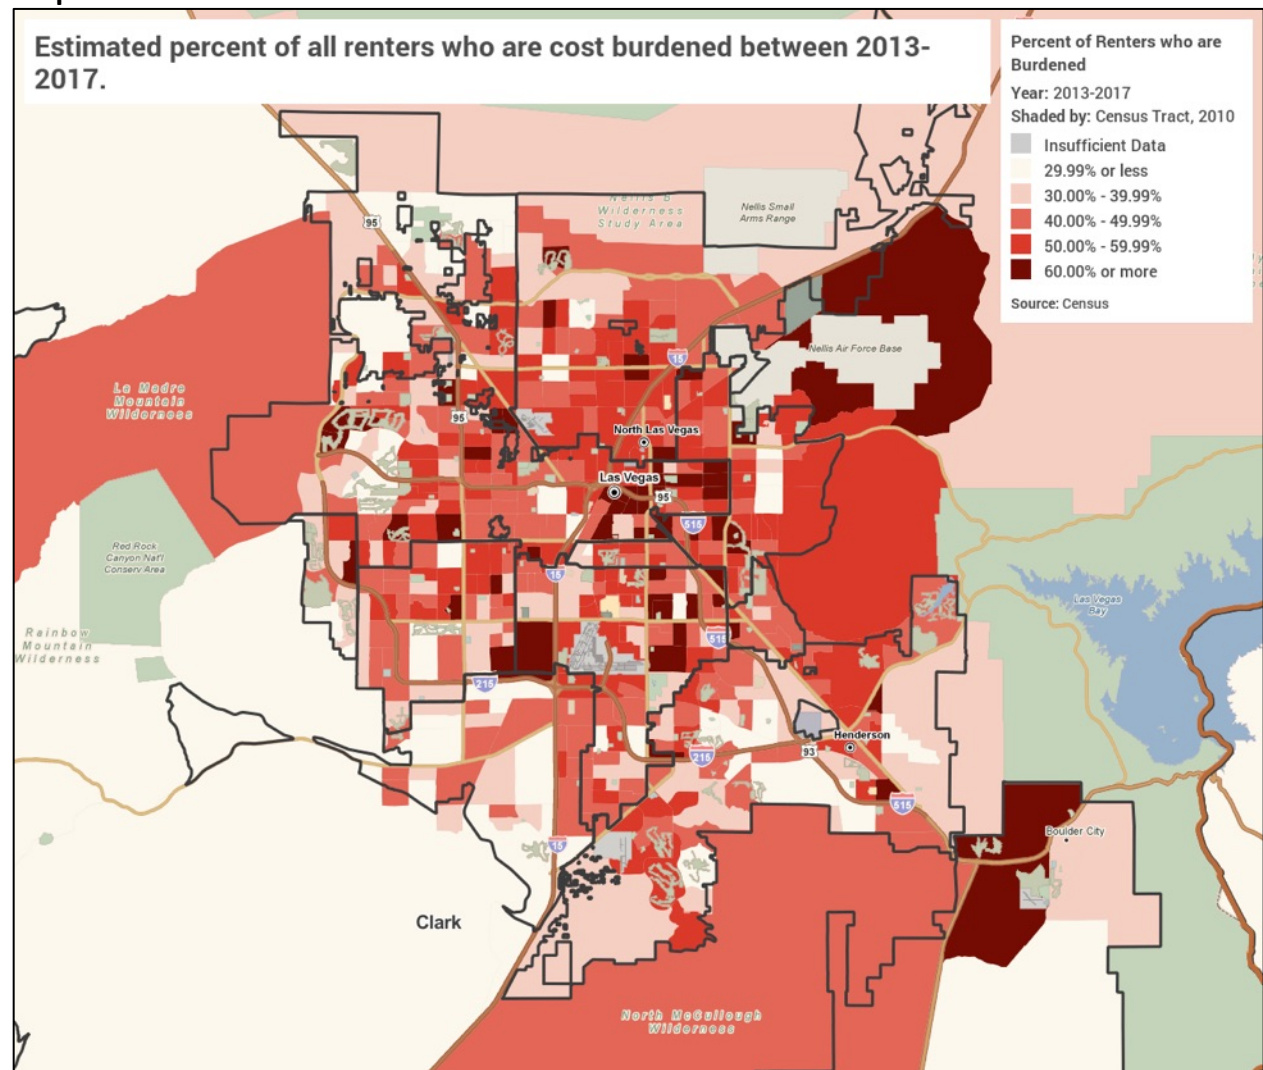 Estimated percent of all renters who are cost burdened between 2013-
2017.
Percent of Renters who are
Burdened
Year: 2013-2017
Shaded by: Census Tract, 2010
Insufficient Data
29.99% or less
30.00% - 39.99%
40.00% - 49.99%
50.00% - 59.99%
60.00% or more
Source: Census
Wilderness
Study Area
Nellis Small
Arms Range
95
Nellis Air Force Base
15
La Madre
Mountain
Wilderness
95
North Las Vegas
Las Vegas
95
515
Red Rock
Canyon Nat'l
Conserv Area
15
Las Vegas
Bay
Rainbow
Mountain
Wilderness
515
215
Henderson
93
215
515
Boulder City
15
Clark
North McCullough
Wilderness